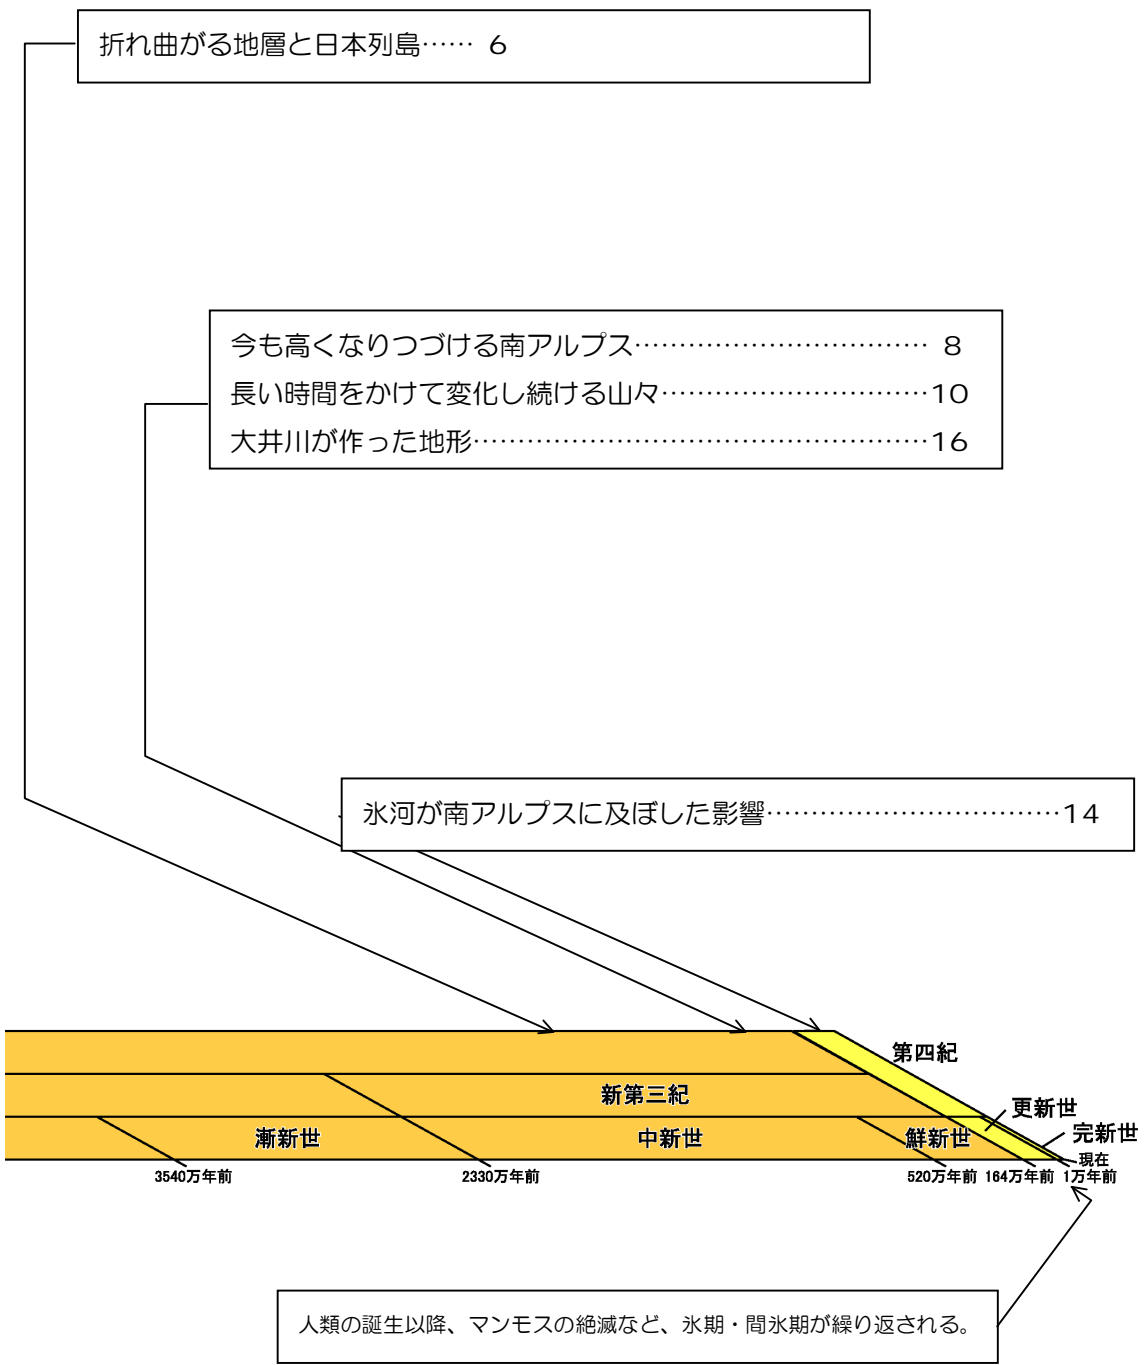 折れ曲がる地層と日本列島…… 6
今も高くなりつづける南アルプス…………………………… 8
長い時間をかけて変化し続ける山々…………………………10
大井川が作った地形……………………………………………16
氷河が南アルプスに及ぼした影響……………………………14
第四紀
新第三紀
更新世
漸新世 中新世 鮮新世 完新世
現在
3540万年前 2330万年前 520万年前 164万年前 1万年前
人類の誕生以降、マンモスの絶滅など、氷期・間氷期が繰り返される。